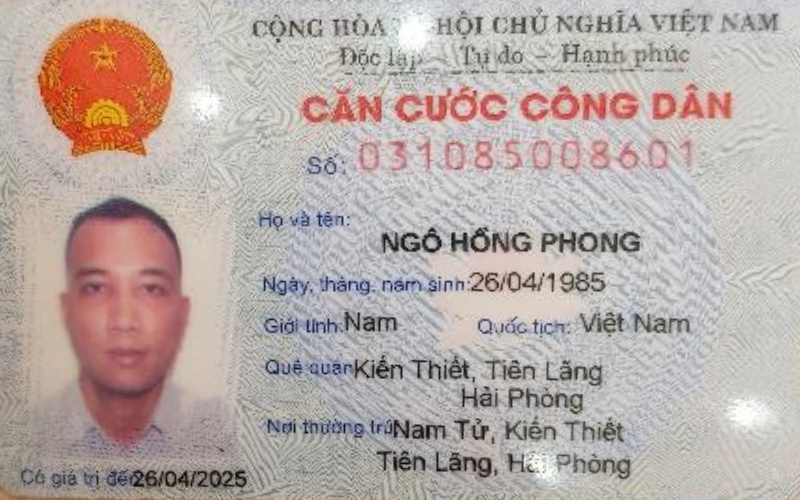 CỘNG HÒA HỘI CHỦ NGHĨA VIỆT NAM
Độc lập - Tự do - Hạnh phúc
CĂN CƯỚC CÔNG DÂN
Số: 031085008601
Họ và tên:
NGÔ HỒNG PHONG
Ngày, tháng, năm sinh: 26/04/1985
Giới tính: Nam Quốc tịch: Việt Nam
Quê quán Kiến Thiết, Tiên Lãng
Hải Phòng
Nơi thường trú Nam Tử, Kiến Thiết
Tiên Lãng, Hải Phòng
Có giá trị đến 26/04/2025